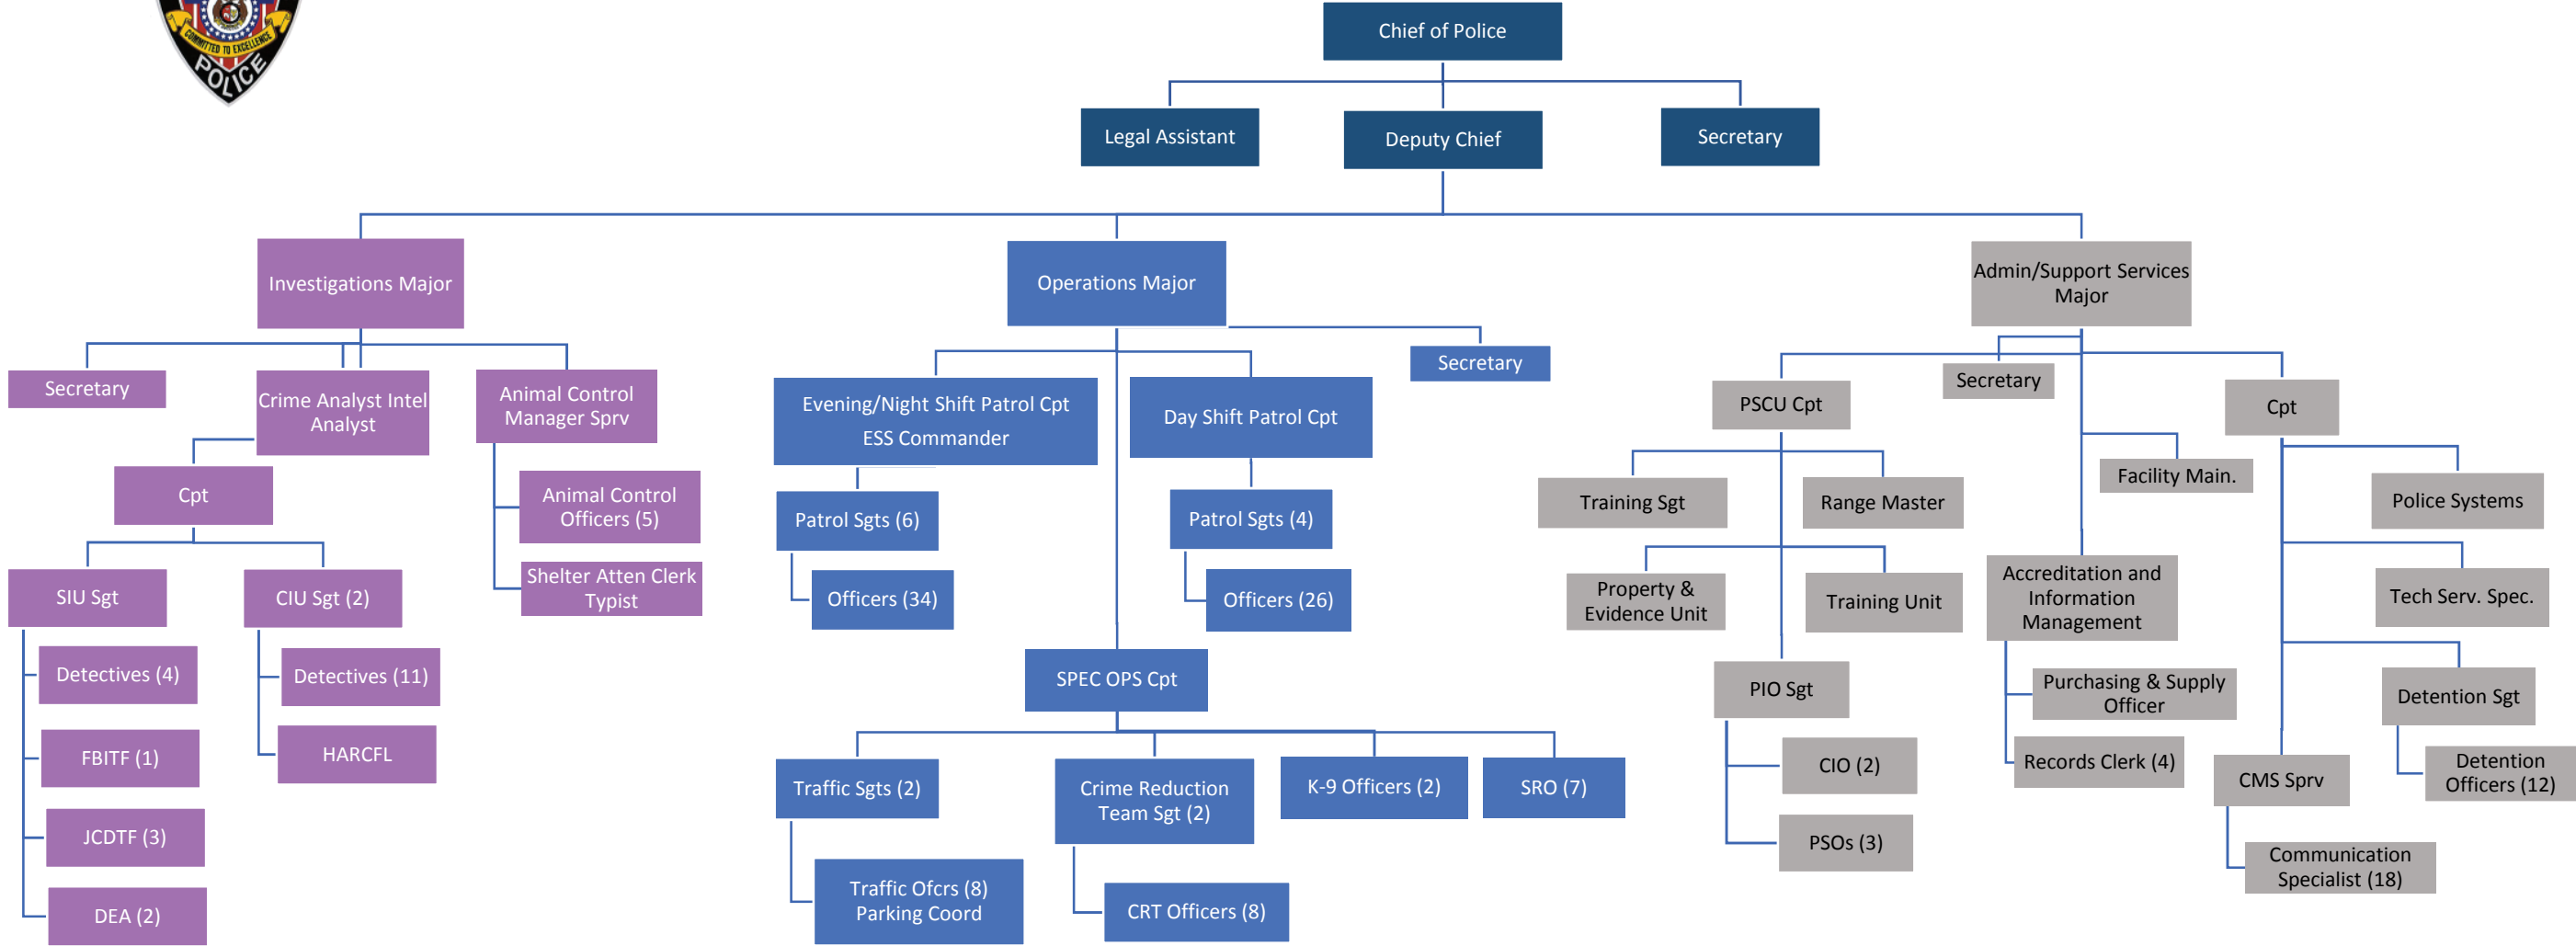 COMMITTED TO EXCELLENCE
POLICE
Chief of Police
Legal Assistant
Deputy Chief
Secretary
Investigations Major
Operations Major
Admin/Support Services
Major
Secretary
Crime Analyst Intel
Analyst
Animal Control
Manager Sprv
Cpt
Animal Control
Officers (5)
Shelter Atten Clerk
Typist
SIU Sgt
CIU Sgt (2)
Detectives (4)
FBITF (1)
JCDTF (3)
DEA (2)
Detectives (11)
HARCFL
Evening/Night Shift Patrol Cpt
ESS Commander
Day Shift Patrol Cpt
Secretary
Patrol Sgts (6)
Officers (34)
Patrol Sgts (4)
Officers (26)
SPEC OPS Cpt
Traffic Sgts (2)
Crime Reduction
Team Sgt (2)
K-9 Officers (2)
SRO (7)
Traffic Ofcrs (8)
Parking Coord
CRT Officers (8)
PSCU Cpt
Secretary
Cpt
Training Sgt
Range Master
Property &
Evidence Unit
Training Unit
PIO Sgt
CIO (2)
PSOs (3)
Facility Main.
Accreditation and
Information
Management
Purchasing & Supply
Officer
Records Clerk (4)
Police Systems
Tech Serv. Spec.
Detention Sgt
Detention
Officers (12)
CMS Sprv
Communication
Specialist (18)